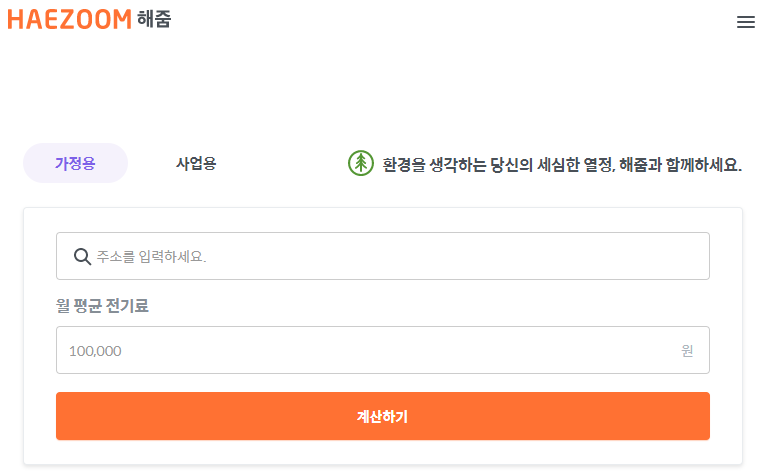 HAEZOOM 해줌
가정용 사업용 환경을 생각하는 당신의 세심한 열정, 해줌과 함께하세요.
주소를 입력하세요.
월 평균 전기료
100,000 원
계산하기